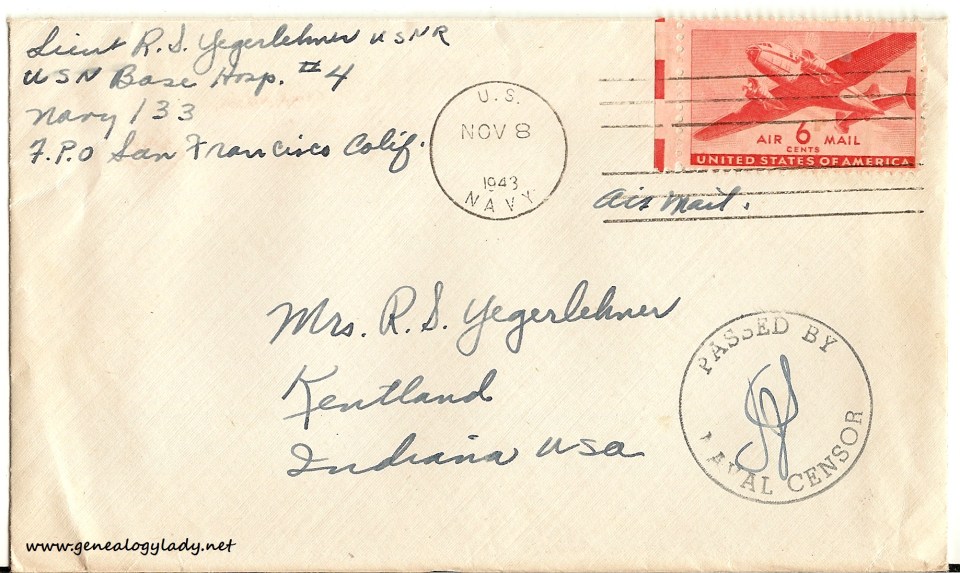 Lieut R. S. Yegerlehner USNR
USN Base Hosp. #4
Navy 133
F.P.O San Francisco Calif.
U.S.
NOV 8
1943
NAVY
AIR 6 MAIL
CENTS
UNITED STATES OF AMERICA
Air Mail.
Mrs. R. S. Yegerlehner
Kentland
Indiana USA
PASSED BY
NAVAL CENSOR
www.genealogylady.net